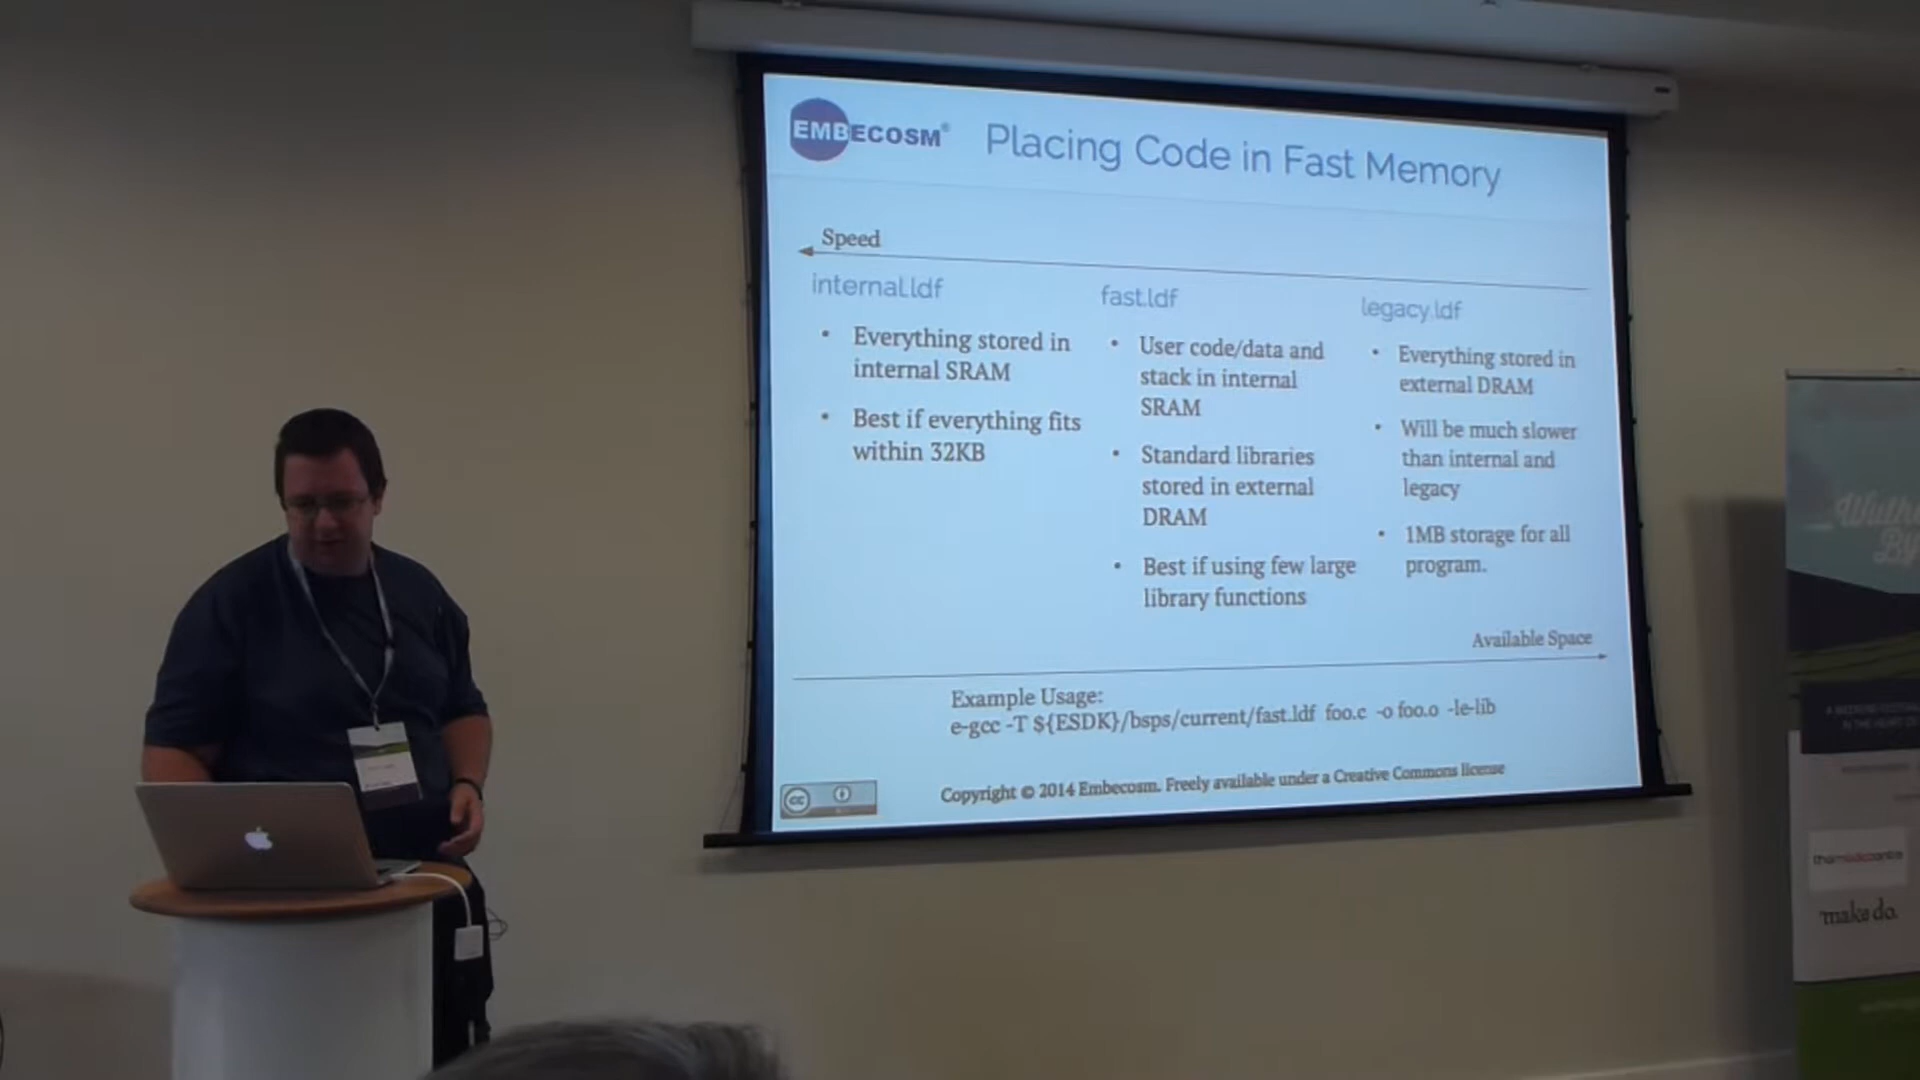 EMBECOSM®
Placing Code in Fast Memory
Speed
internal.ldf
• Everything stored in
internal SRAM
• Best if everything fits
within 32KB
fast.ldf
• User code/data and
stack in internal
SRAM
• Standard libraries
stored in external
DRAM
• Best if using few large
library functions
legacy.ldf
• Everything stored in
external DRAM
• Will be much slower
than internal and
legacy
• 1MB storage for all
program.
Available Space
Example Usage:
e-gcc -T ${ESDK}/bsps/current/fast.ldf foo.c -o foo.o -le-lib
cc
Copyright © 2014 Embecosm. Freely available under a Creative Commons license
make do.